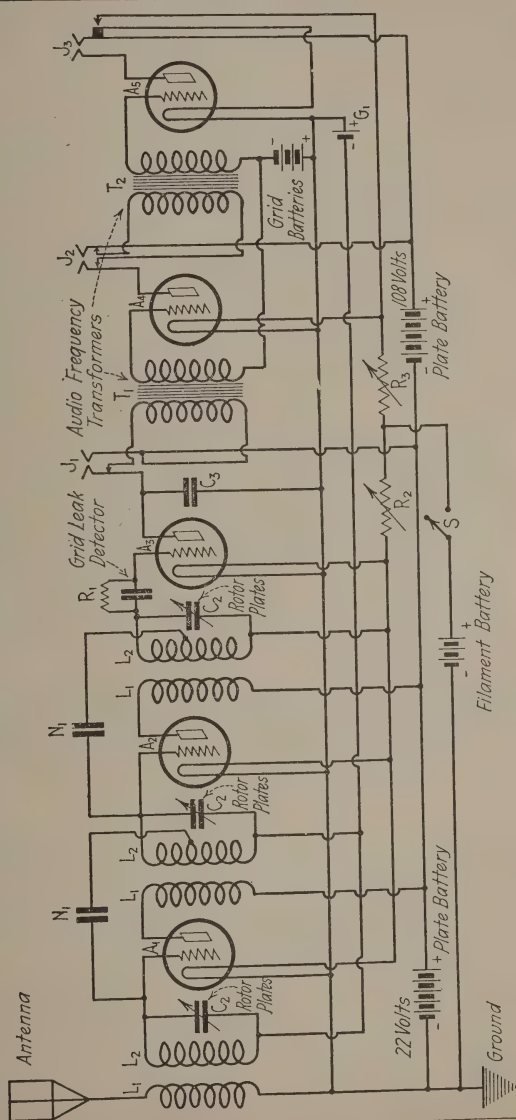 Antenna
Ground
L₁
L₂
C₂
Rotor
Plates
A₁
N₁
L₁
L₂
C₂
Rotor
Plates
A₂
N₁
L₁
L₂
C₂
Rotor
Plates
R₁
Grid Leak
Detector
A₃
C₃
J₁
Audio Frequency
Transformers
T₁
A₄
J₂
T₂
A₅
J₃
Grid
Batteries
- +
- + G₁
22 Volts
- + Plate Battery
R₂
R₃
108 Volts
- +
Plate Battery
S
- +
Filament Battery